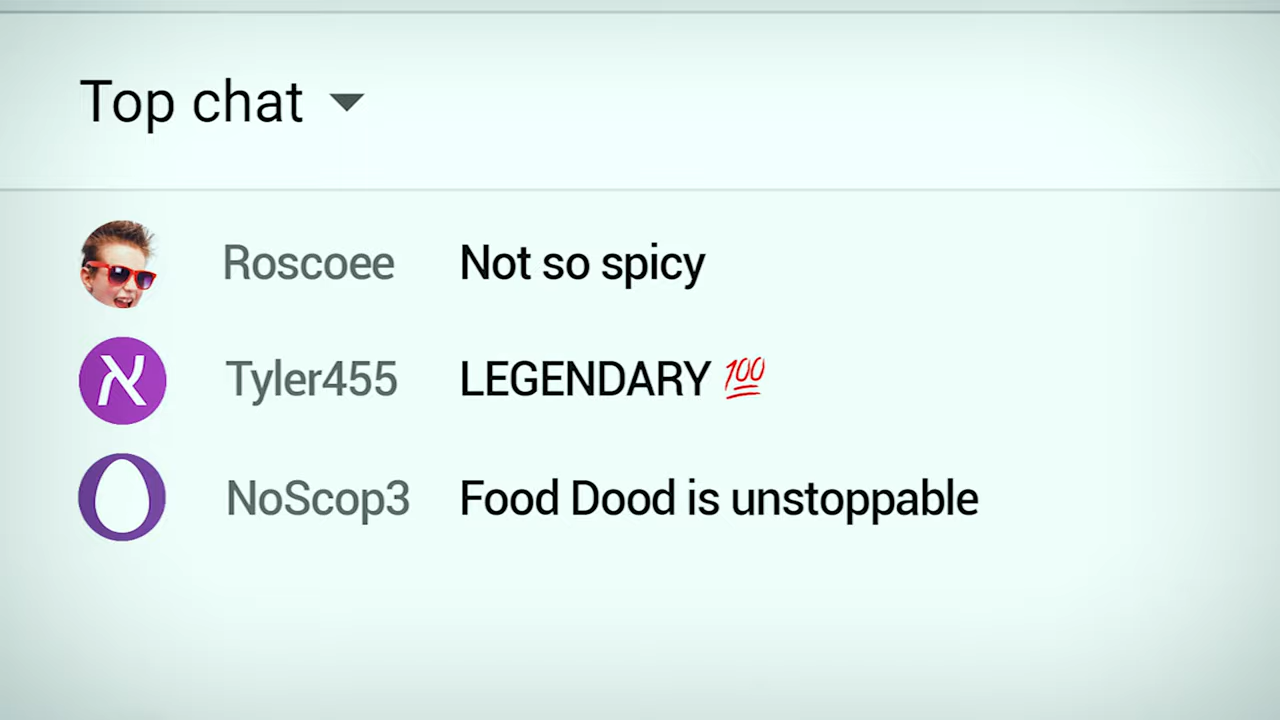 Top chat
Roscoee Not so spicy
Tyler455 LEGENDARY 💯
NoScop3 Food Dood is unstoppable